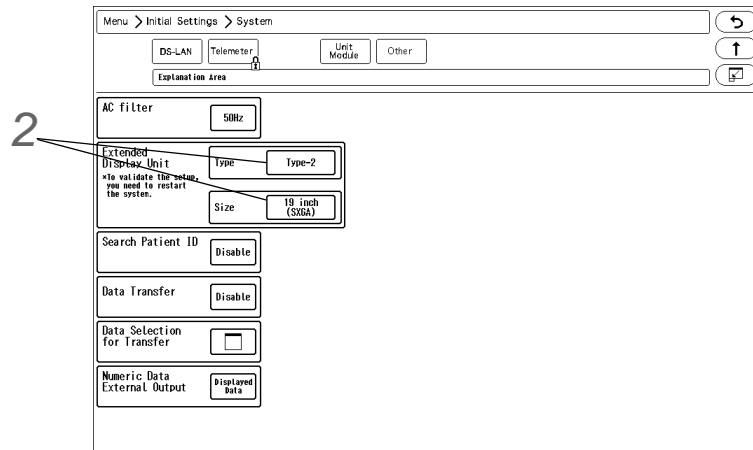 Menu > Initial Settings > System
DS-LAN
Telemeter
Unit
Module
Other
Explanation Area
2
AC filter
50Hz
Extended
Display Unit
*To validate the setup,
you need to restart
the system.
Type
Type-2
Size
19 inch
(SXGA)
Search Patient ID
Disable
Data Transfer
Disable
Data Selection
for Transfer
Numeric Data
External Output
Displayed
Data